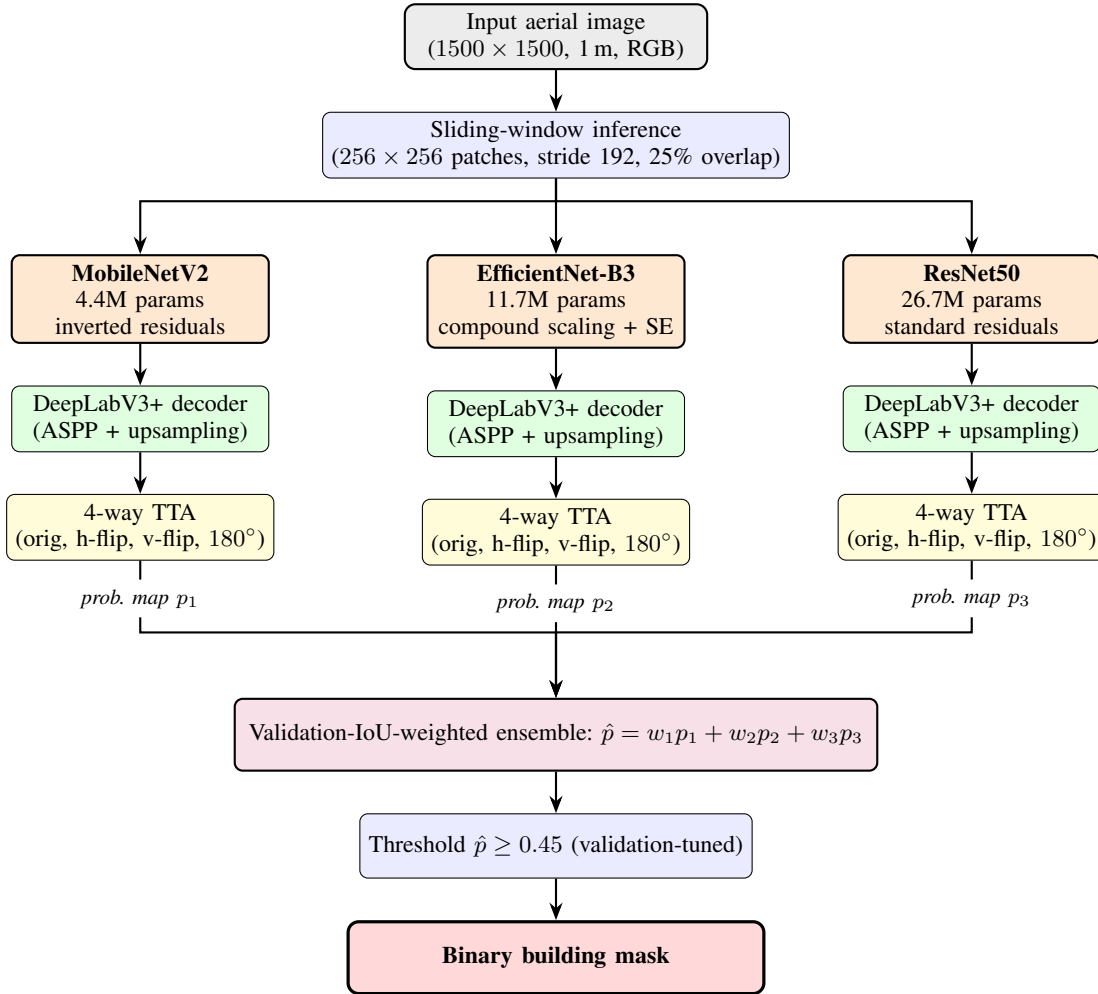 Input aerial image
(1500 × 1500, 1 m, RGB)
Sliding-window inference
(256 × 256 patches, stride 192, 25% overlap)
MobileNetV2
4.4M params
inverted residuals
EfficientNet-B3
11.7M params
compound scaling + SE
ResNet50
26.7M params
standard residuals
DeepLabV3+ decoder
(ASPP + upsampling)
DeepLabV3+ decoder
(ASPP + upsampling)
DeepLabV3+ decoder
(ASPP + upsampling)
4-way TTA
(orig, h-flip, v-flip, 180°)
4-way TTA
(orig, h-flip, v-flip, 180°)
4-way TTA
(orig, h-flip, v-flip, 180°)
prob. map p₁
prob. map p₂
prob. map p₃
Validation-IoU-weighted ensemble: p̂ = w₁p₁ + w₂p₂ + w₃p₃
Threshold p̂ ≥ 0.45 (validation-tuned)
Binary building mask